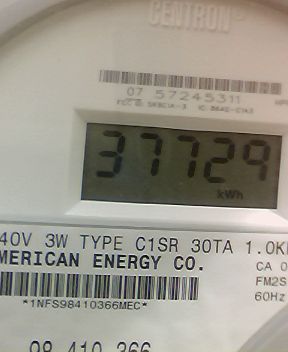 CENTRON
07 57245311
37729
kWh
40V 3W TYPE C1SR 30TA 1.0K
MERICAN ENERGY CO.
CA 0
FM2S
*1NFS98410366MEC*
60Hz
98 410 366